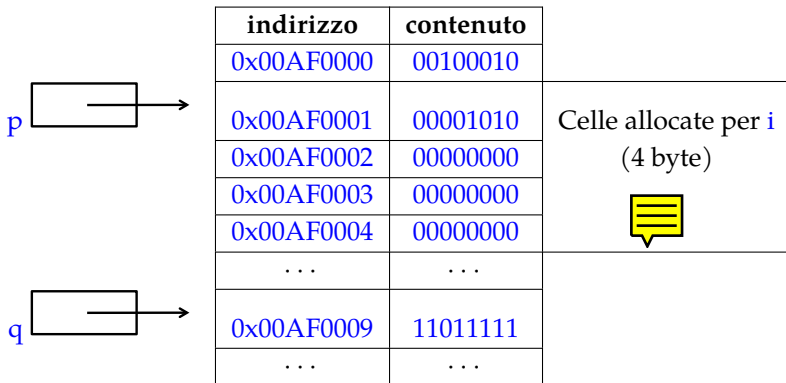 indirizzo contenuto
0x00AF0000 00100010
p 0x00AF0001 00001010 Celle allocate per i
0x00AF0002 00000000 (4 byte)
0x00AF0003 00000000
0x00AF0004 00000000
. . . . . .
q 0x00AF0009 11011111
. . . . . .